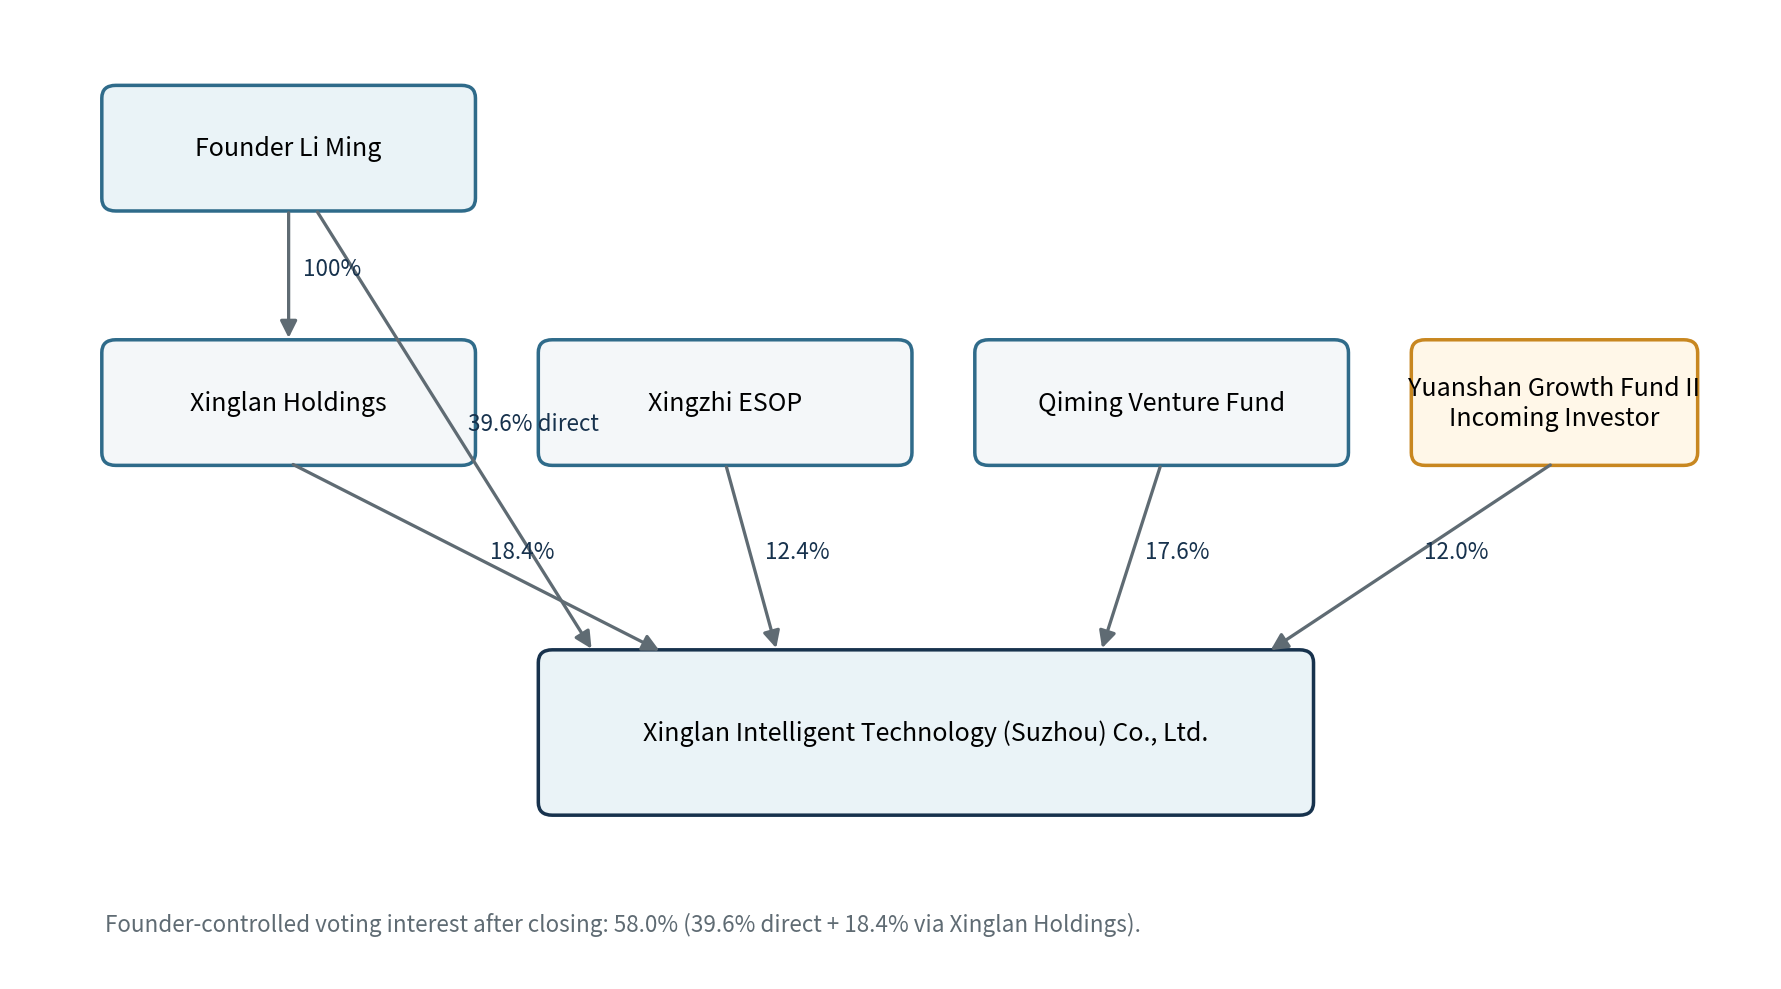 Founder Li Ming
100%
Xinglan Holdings
39.6% direct
Xingzhi ESOP
Qiming Venture Fund
Yuanshan Growth Fund II
Incoming Investor
18.4%
12.4%
17.6%
12.0%
Xinglan Intelligent Technology (Suzhou) Co., Ltd.
Founder-controlled voting interest after closing: 58.0% (39.6% direct + 18.4% via Xinglan Holdings).